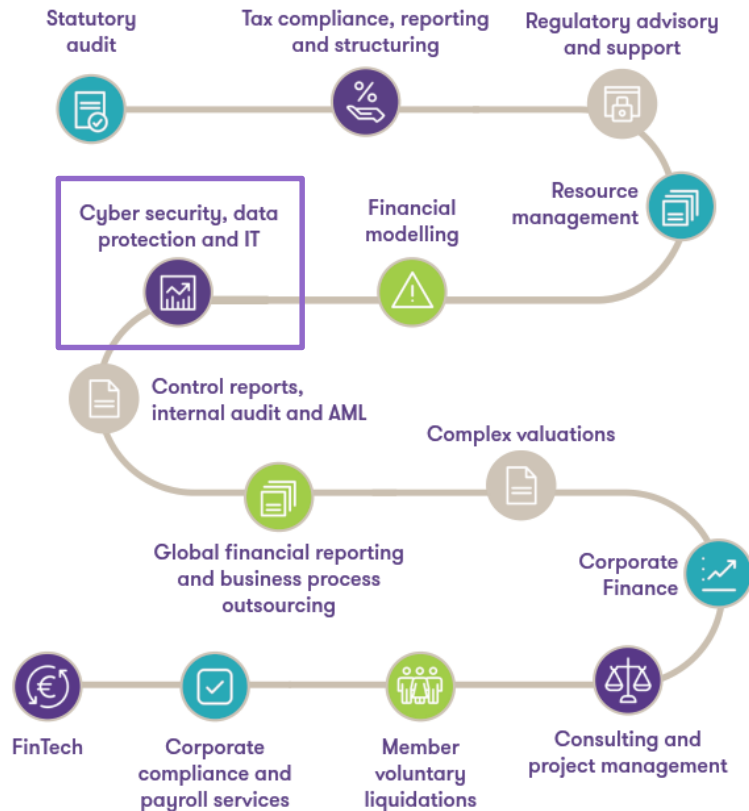 Statutory
audit
Tax compliance, reporting
and structuring
Regulatory advisory
and support
Resource
management
Financial
modelling
Cyber security, data
protection and IT
Control reports,
internal audit and AML
Complex valuations
Global financial reporting
and business process
outsourcing
Corporate
Finance
Consulting and
project management
Member
voluntary
liquidations
Corporate
compliance and
payroll services
FinTech